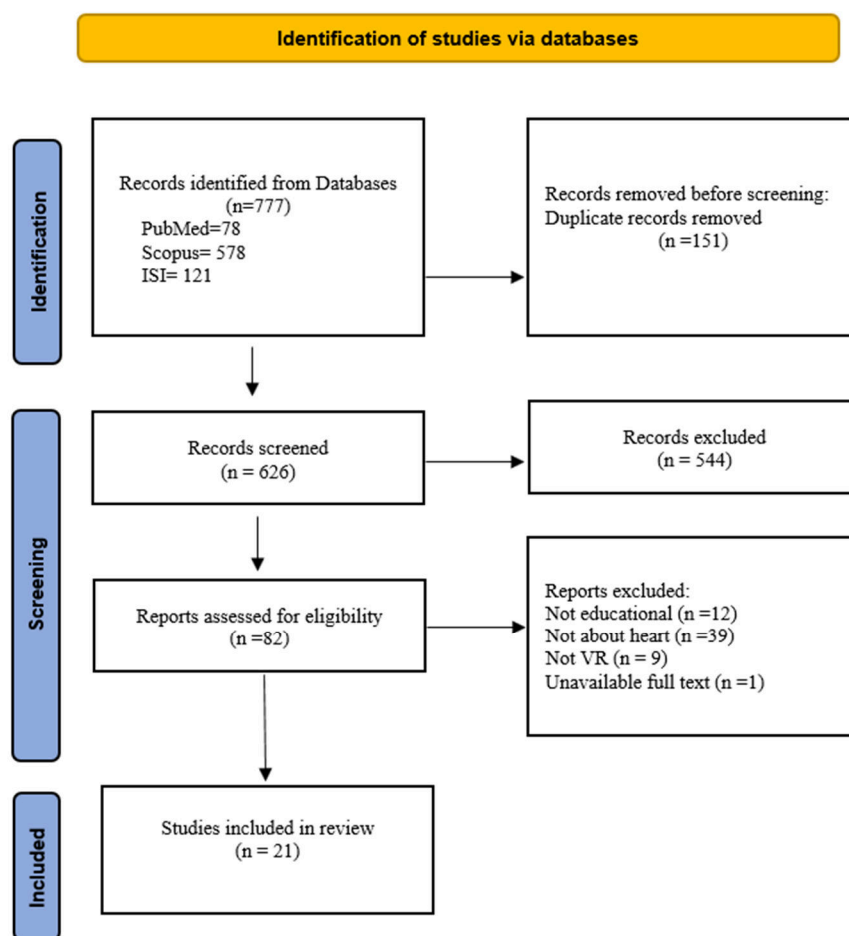 Identification of studies via databases
Identification
Records identified from Databases
(n=777)
PubMed=78
Scopus= 578
ISI= 121
Records removed before screening:
Duplicate records removed
(n =151)
Screening
Records screened
(n = 626)
Records excluded
(n = 544)
Reports assessed for eligibility
(n =82)
Reports excluded:
Not educational (n =12)
Not about heart (n =39)
Not VR (n = 9)
Unavailable full text (n =1)
Included
Studies included in review
(n = 21)